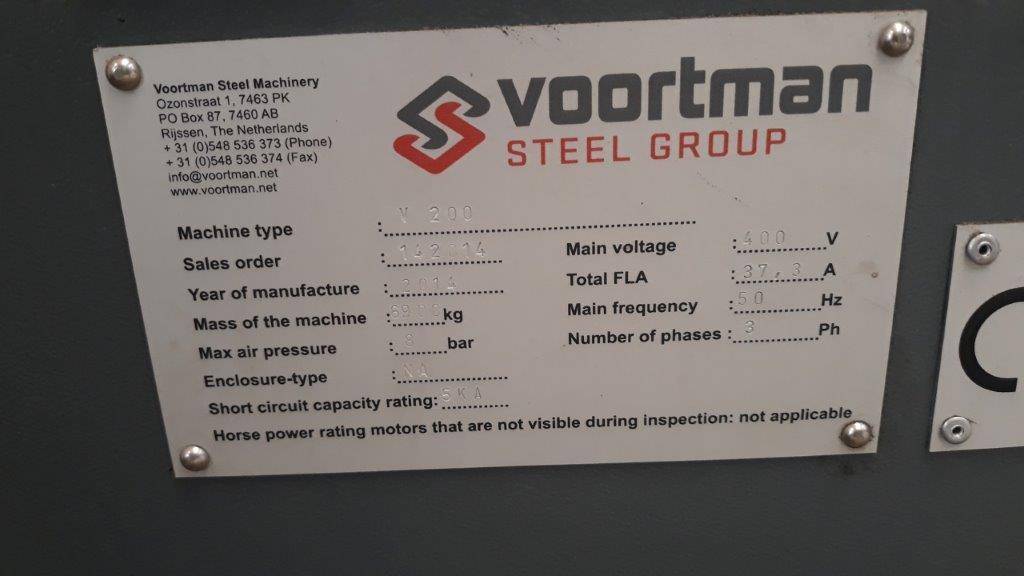 Voortman Steel Machinery
Ozonstraat 1, 7463 PK
PO Box 87, 7460 AB
Rijssen, The Netherlands
+ 31 (0)548 536 373 (Phone)
+ 31 (0)548 536 374 (Fax)
info@voortman.net
www.voortman.net
voortman
STEEL GROUP
Machine type : V 200
Sales order :
Year of manufacture : 2014
Mass of the machine : kg
Max air pressure : 8 bar
Enclosure-type : NA
Short circuit capacity rating: 5KA
Main voltage : 400 V
Total FLA : 37,3 A
Main frequency : 50 Hz
Number of phases : 3 Ph
Horse power rating motors that are not visible during inspection: not applicable